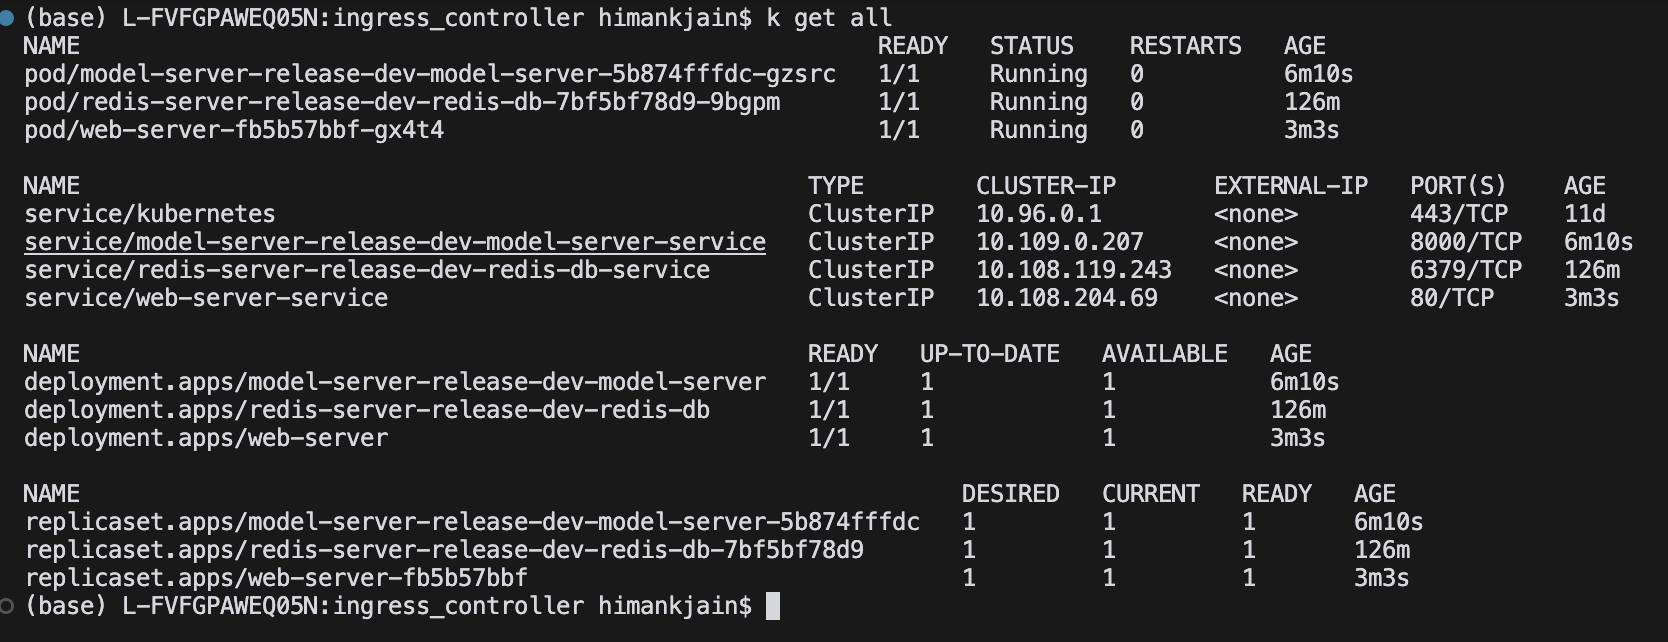 (base) L-FVFGPAWEQ05N:ingress_controller himankjain$ k get all
NAME READY STATUS RESTARTS AGE
pod/model-server-release-dev-model-server-5b874fffdc-gzsrc 1/1 Running 0 6m10s
pod/redis-server-release-dev-redis-db-7bf5bf78d9-9bgpm 1/1 Running 0 126m
pod/web-server-fb5b57bbf-gx4t4 1/1 Running 0 3m3s
NAME TYPE CLUSTER-IP EXTERNAL-IP PORT(S) AGE
service/kubernetes ClusterIP 10.96.0.1 <none> 443/TCP 11d
service/model-server-release-dev-model-server-service ClusterIP 10.109.0.207 <none> 8000/TCP 6m10s
service/redis-server-release-dev-redis-db-service ClusterIP 10.108.119.243 <none> 6379/TCP 126m
service/web-server-service ClusterIP 10.108.204.69 <none> 80/TCP 3m3s
NAME READY UP-TO-DATE AVAILABLE AGE
deployment.apps/model-server-release-dev-model-server 1/1 1 1 6m10s
deployment.apps/redis-server-release-dev-redis-db 1/1 1 1 126m
deployment.apps/web-server 1/1 1 1 3m3s
NAME DESIRED CURRENT READY AGE
replicaset.apps/model-server-release-dev-model-server-5b874fffdc 1 1 1 6m10s
replicaset.apps/redis-server-release-dev-redis-db-7bf5bf78d9 1 1 1 126m
replicaset.apps/web-server-fb5b57bbf 1 1 1 3m3s
(base) L-FVFGPAWEQ05N:ingress_controller himankjain$